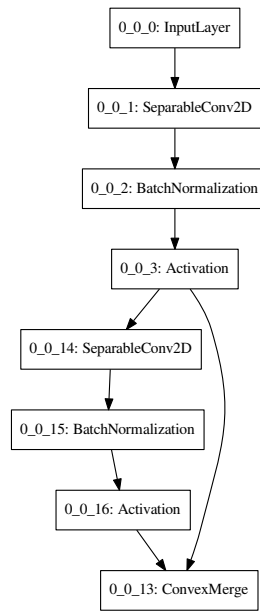 0_0_0: InputLayer
0_0_1: SeparableConv2D
0_0_2: BatchNormalization
0_0_3: Activation
0_0_14: SeparableConv2D
0_0_15: BatchNormalization
0_0_16: Activation
0_0_13: ConvexMerge